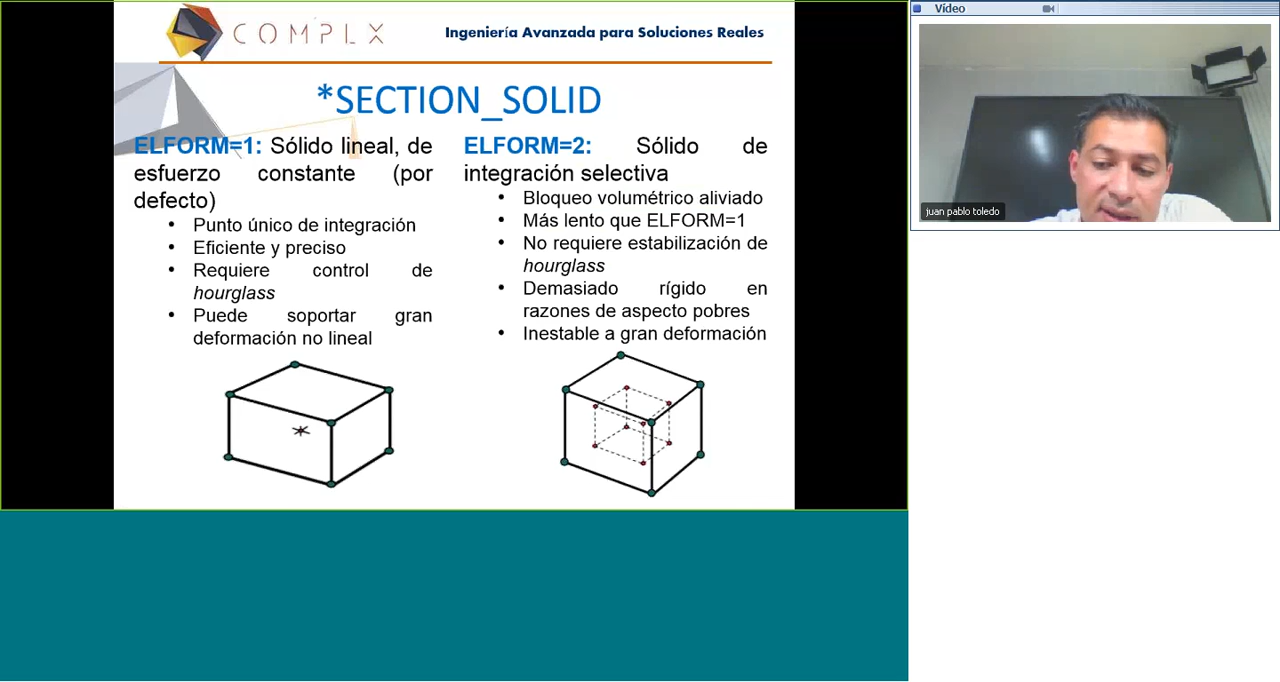 COMPLX
Ingeniería Avanzada para Soluciones Reales
*SECTION_SOLID
ELFORM=1: Sólido lineal, de
esfuerzo constante (por
defecto)
• Punto único de integración
• Eficiente y preciso
• Requiere control de
hourglass
• Puede soportar gran
deformación no lineal
ELFORM=2: Sólido de
integración selectiva
• Bloqueo volumétrico aliviado
• Más lento que ELFORM=1
• No requiere estabilización de
hourglass
• Demasiado rígido en
razones de aspecto pobres
• Inestable a gran deformación
Vídeo
juan pablo toledo